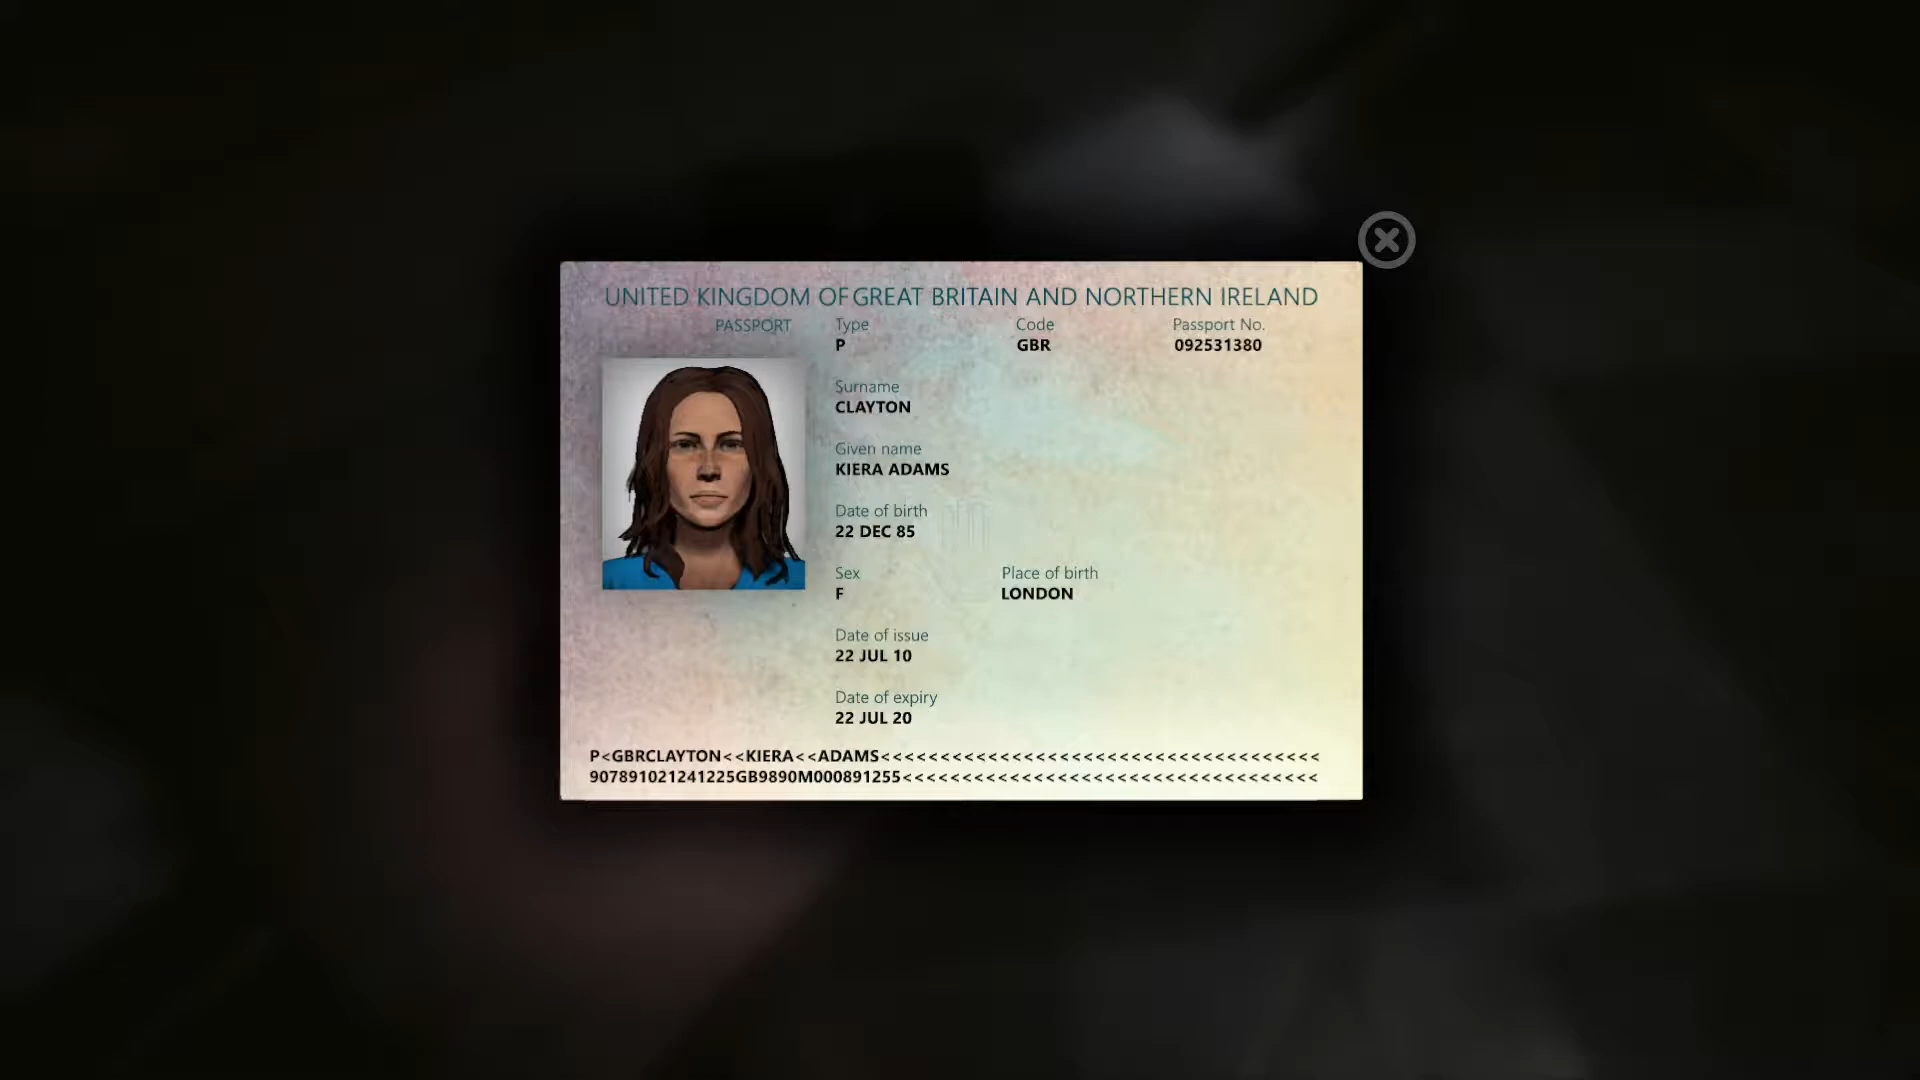 UNITED KINGDOM OF GREAT BRITAIN AND NORTHERN IRELAND
PASSPORT Type Code Passport No.
P GBR 092531380
Surname
CLAYTON
Given name
KIERA ADAMS
Date of birth
22 DEC 85
Sex Place of birth
F LONDON
Date of issue
22 JUL 10
Date of expiry
22 JUL 20
P<GBRCLAYTON<<KIERA<<ADAMS<<<<<<<<<<<<<<<<<<<<<<<<<<<<<<<<<<<<<
907891021241225GB9890M000891255<<<<<<<<<<<<<<<<<<<<<<<<<<<<<<<<<<<